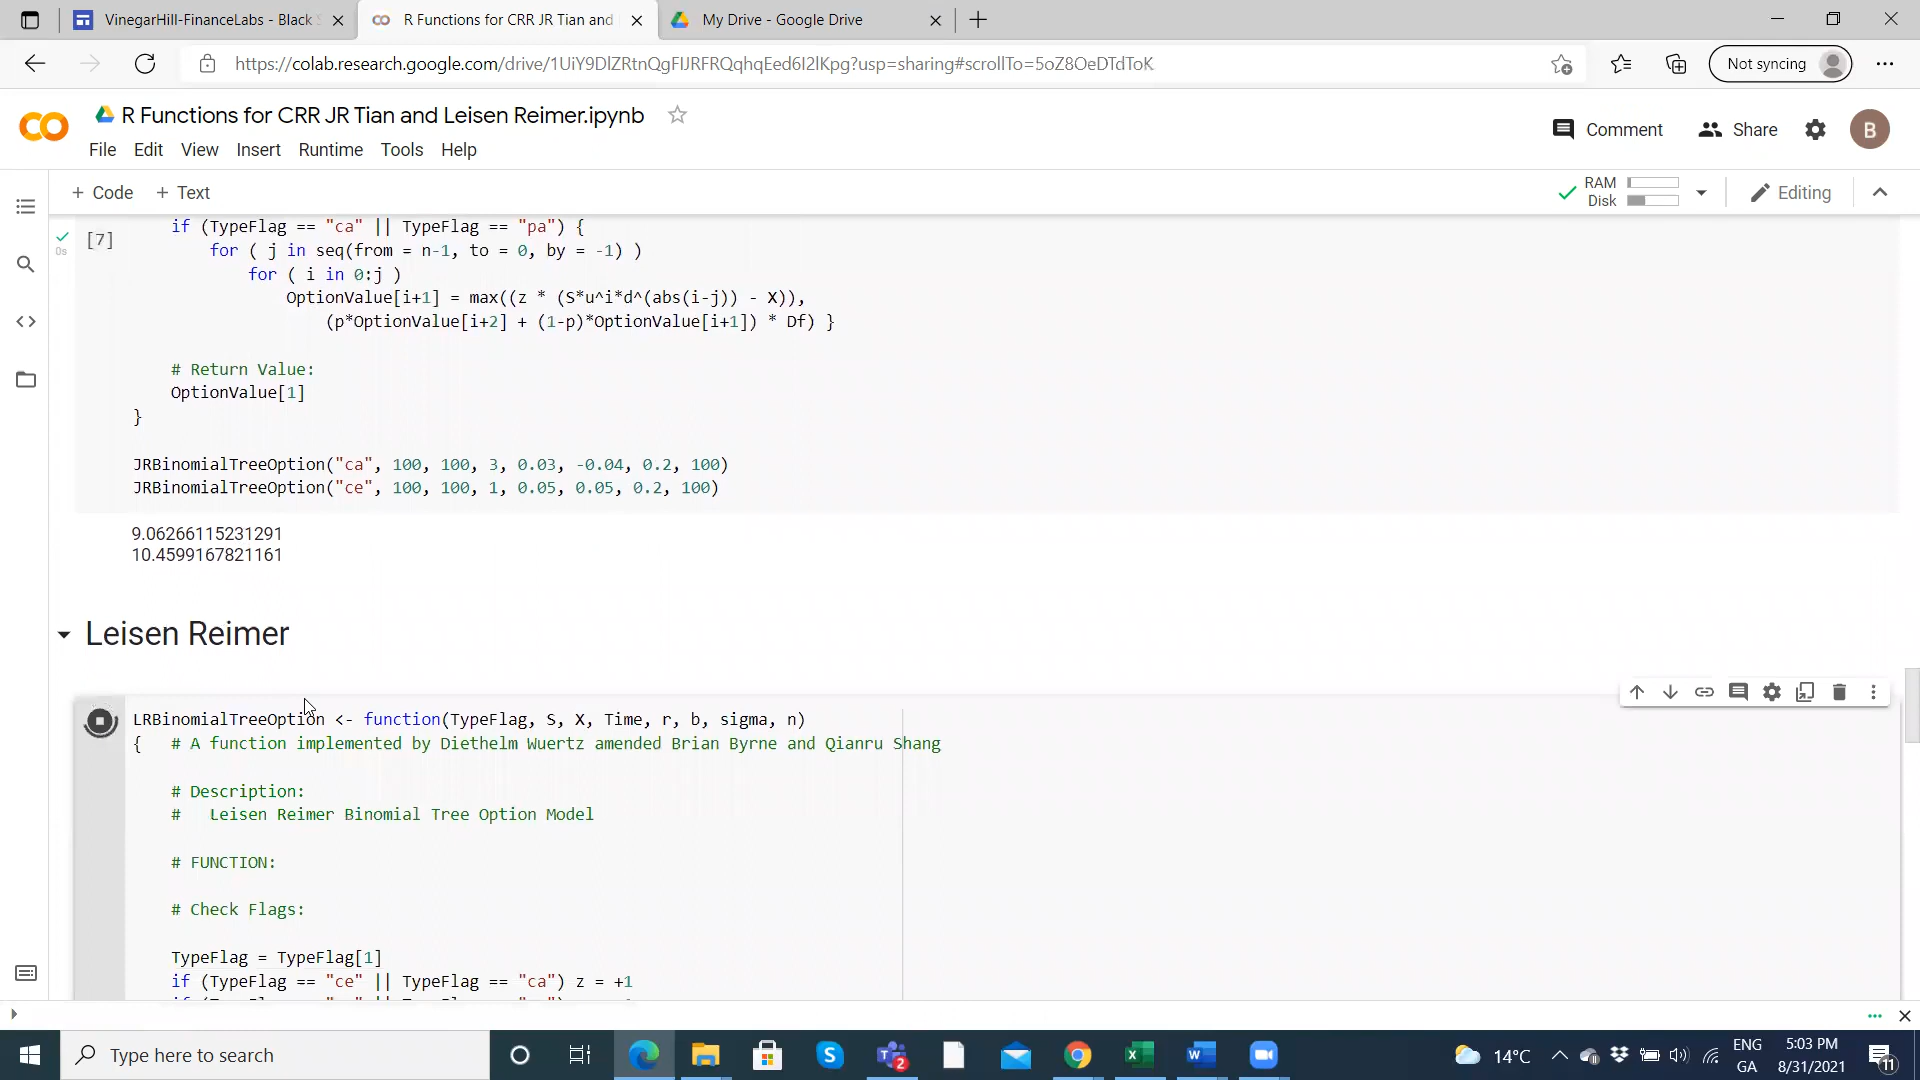 VinegarHill-FinanceLabs - Black S
R Functions for CRR JR Tian and
My Drive - Google Drive
https://colab.research.google.com/drive/1UiY9DlZRtnQgFIJRFRQqhqEed6I2lKpg?usp=sharing#scrollTo=5oZ8OeDTdToK
Not syncing
R Functions for CRR JR Tian and Leisen Reimer.ipynb
Comment
Share
B
File Edit View Insert Runtime Tools Help
+ Code + Text
RAM
Disk
Editing
[7]
0s
if (TypeFlag == "ca" || TypeFlag == "pa") {
for ( j in seq(from = n-1, to = 0, by = -1) )
for ( i in 0:j )
OptionValue[i+1] = max((z * (S*u^i*d^(abs(i-j)) - X)),
(p*OptionValue[i+2] + (1-p)*OptionValue[i+1]) * Df) }
# Return Value:
OptionValue[1]
}
JRBinomialTreeOption("ca", 100, 100, 3, 0.03, -0.04, 0.2, 100)
JRBinomialTreeOption("ce", 100, 100, 1, 0.05, 0.05, 0.2, 100)
9.06266115231291
10.4599167821161
Leisen Reimer
LRBinomialTreeOption <- function(TypeFlag, S, X, Time, r, b, sigma, n)
{ # A function implemented by Diethelm Wuertz amended Brian Byrne and Qianru Shang
# Description:
# Leisen Reimer Binomial Tree Option Model
# FUNCTION:
# Check Flags:
TypeFlag = TypeFlag[1]
if (TypeFlag == "ce" || TypeFlag == "ca") z = +1
Type here to search
2
14°C
ENG
GA
5:03 PM
8/31/2021
11